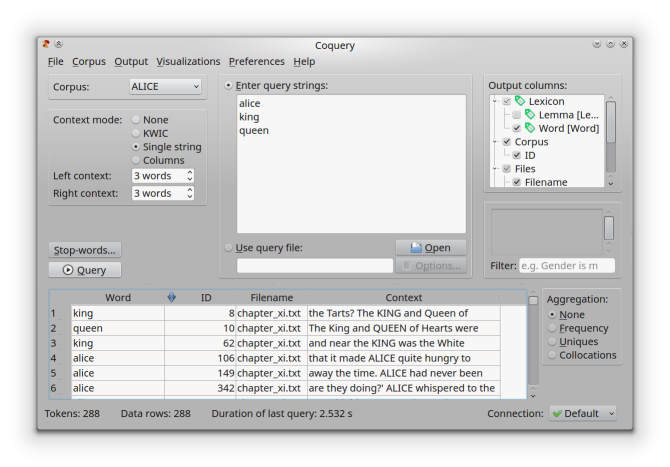 Coquery
File Corpus Output Visualizations Preferences Help
Corpus: ALICE
Context mode: None
KWIC
Single string
Columns
Left context: 3 words
Right context: 3 words
Stop-words...
Query
Enter query strings:
alice
king
queen
Use query file: Open
Options...
Output columns:
Lexicon
Lemma [Le...
Word [Word]
Corpus
ID
Files
Filename
Filter: e.g. Gender is m
Word ID Filename Context
1 king 8 chapter_xi.txt the Tarts? The KING and Queen of
2 queen 10 chapter_xi.txt The King and QUEEN of Hearts were
3 king 62 chapter_xi.txt and near the KING was the White
4 alice 106 chapter_xi.txt that it made ALICE quite hungry to
5 alice 149 chapter_xi.txt away the time. ALICE had never been
6 alice 342 chapter_xi.txt are they doing?' ALICE whispered to the
Aggregation:
None
Frequency
Uniques
Collocations
Tokens: 288 Data rows: 288 Duration of last query: 2.532 s Connection: Default